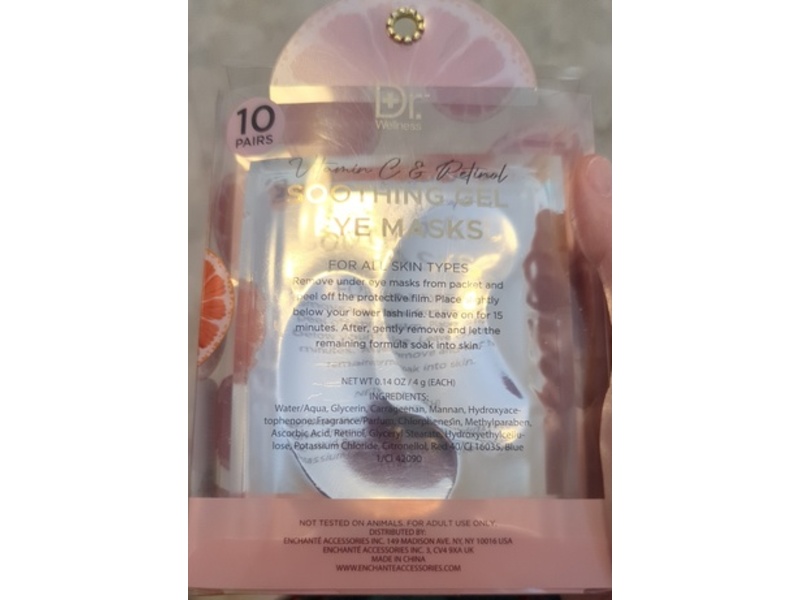 Dr.
Wellness
10
PAIRS
Vitamin C & Retinol
SOOTHING GEL
EYE MASKS
FOR ALL SKIN TYPES
Remove under eye masks from packet and
peel off the protective film. Place slightly
below your lower lash line. Leave on for 15
minutes. After, gently remove and let the
remaining formula soak into skin.
NET WT 0.14 OZ / 4 g (EACH)
INGREDIENTS:
Water/Aqua, Glycerin, Carrageenan, Mannan, Hydroxyace-
tophenone, Fragrance/Parfum, Chlorphenesin, Methylparaben,
Ascorbic Acid, Retinol, Glyceryl Stearate, Hydroxyethylcellu-
lose, Potassium Chloride, Citronellol, Red 40/CI 16035, Blue
1/CI 42090
NOT TESTED ON ANIMALS. FOR ADULT USE ONLY.
DISTRIBUTED BY:
ENCHANTÉ ACCESSORIES INC. 149 MADISON AVE. NY, NY 10016 USA
ENCHANTÉ ACCESSORIES INC. 3, CV4 9XA UK
MADE IN CHINA
WWW.ENCHANTEACCESSORIES.COM